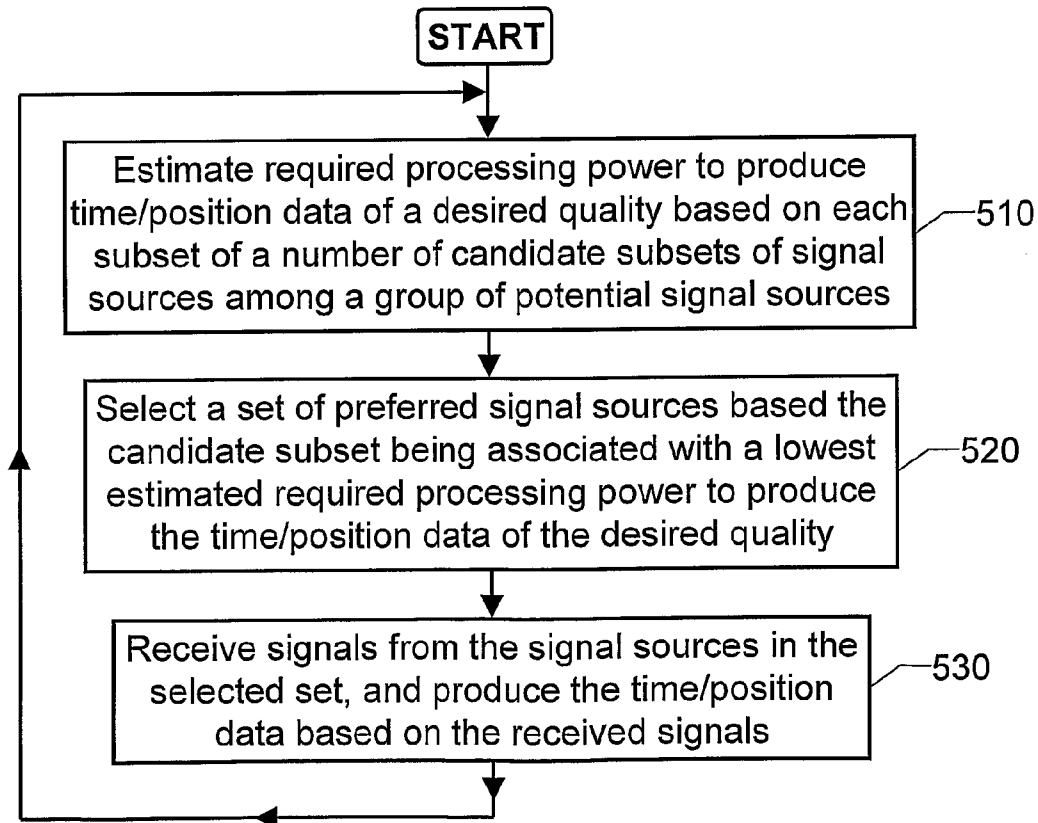 START
Estimate required processing power to produce
time/position data of a desired quality based on each
subset of a number of candidate subsets of signal
sources among a group of potential signal sources
510
Select a set of preferred signal sources based the
candidate subset being associated with a lowest
estimated required processing power to produce
the time/position data of the desired quality
520
Receive signals from the signal sources in the
selected set, and produce the time/position
data based on the received signals
530